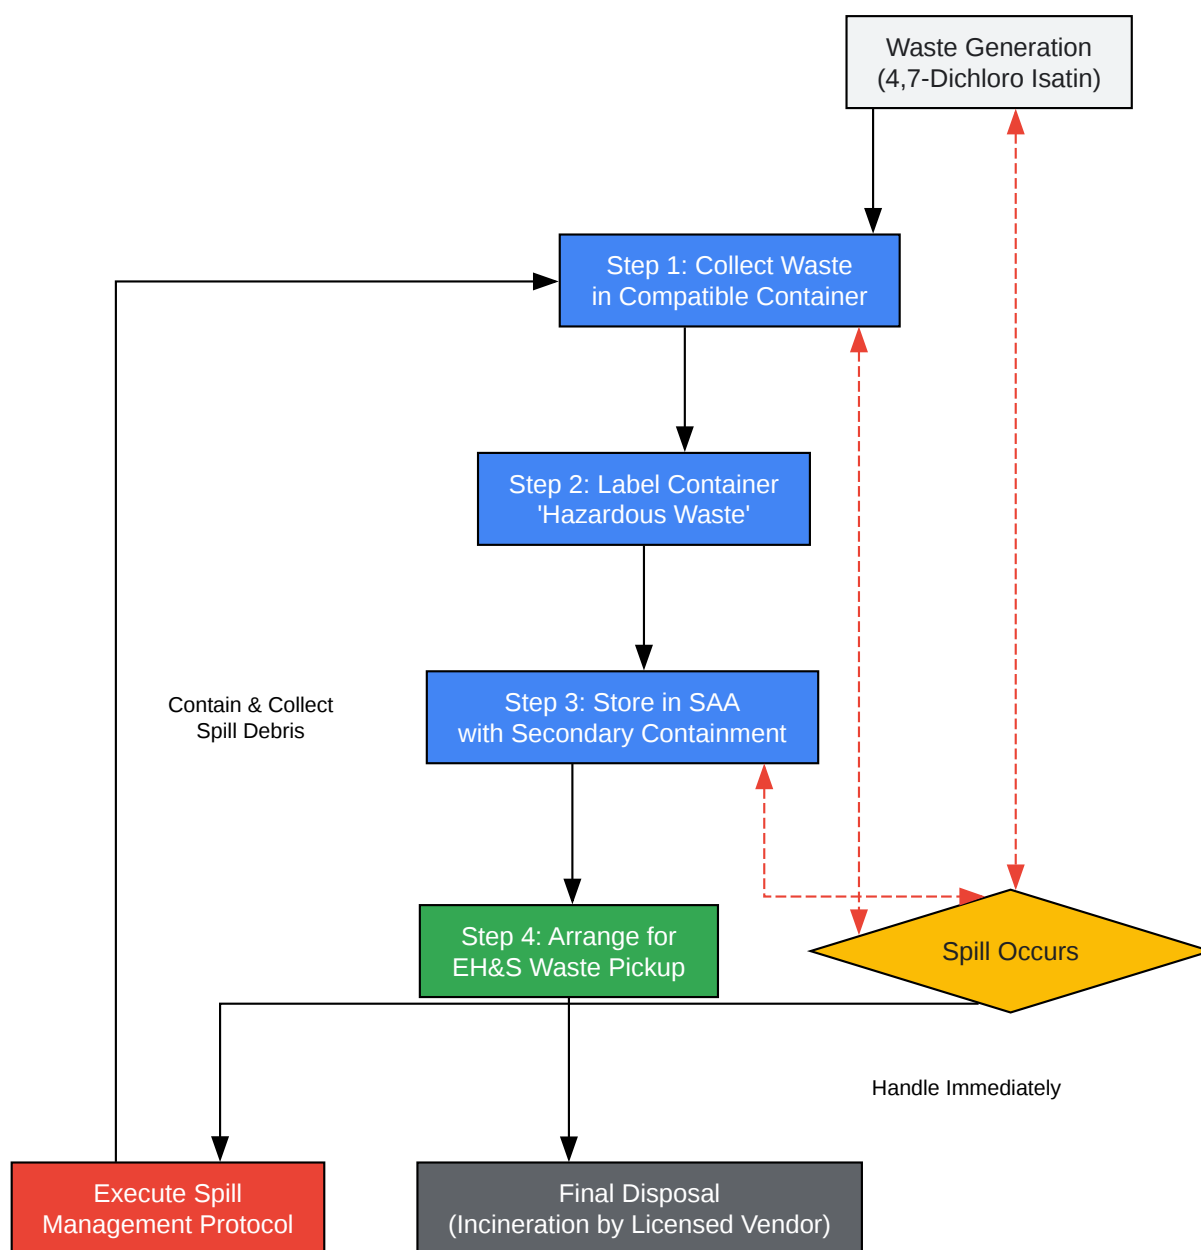 Waste Generation
(4,7-Dichloro Isatin)
Step 1: Collect Waste
in Compatible Container
Step 2: Label Container
'Hazardous Waste'
Step 3: Store in SAA
with Secondary Containment
Contain & Collect
Spill Debris
Step 4: Arrange for
EH&S Waste Pickup
Spill Occurs
Handle Immediately
Execute Spill
Management Protocol
Final Disposal
(Incineration by Licensed Vendor)